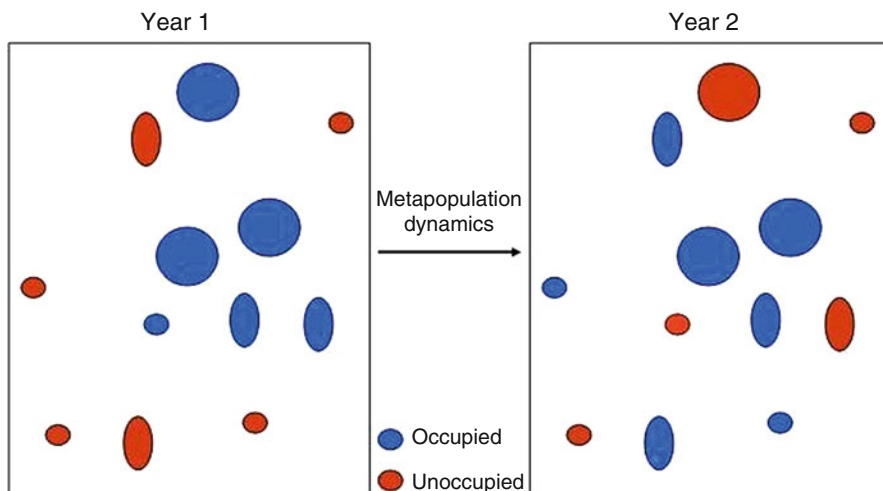 Year 1
Year 2
Metapopulation
dynamics
Occupied
Unoccupied